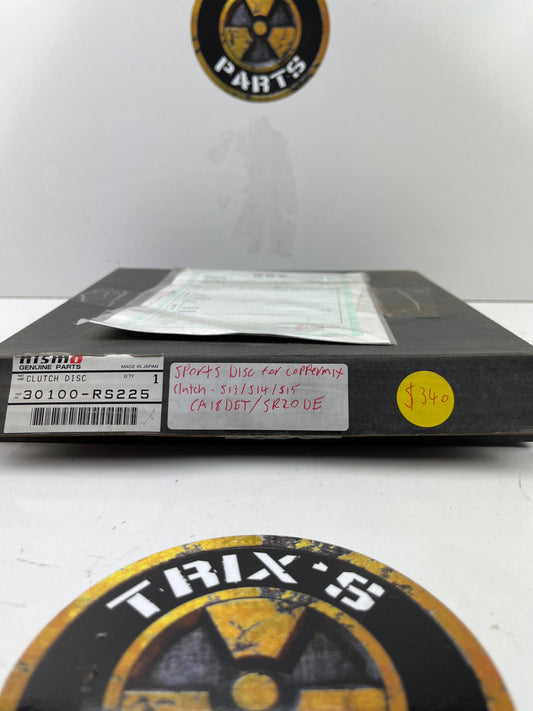 PARTS
nismo
GENUINE PARTS
MADE IN JAPAN
CLUTCH DISC
Q'TY 1
30100-RS225
SPORTS DISC For COPPERMIX
Clutch - S13/S14/S15
CA18DET/SR20DE
$340
TRIX'S